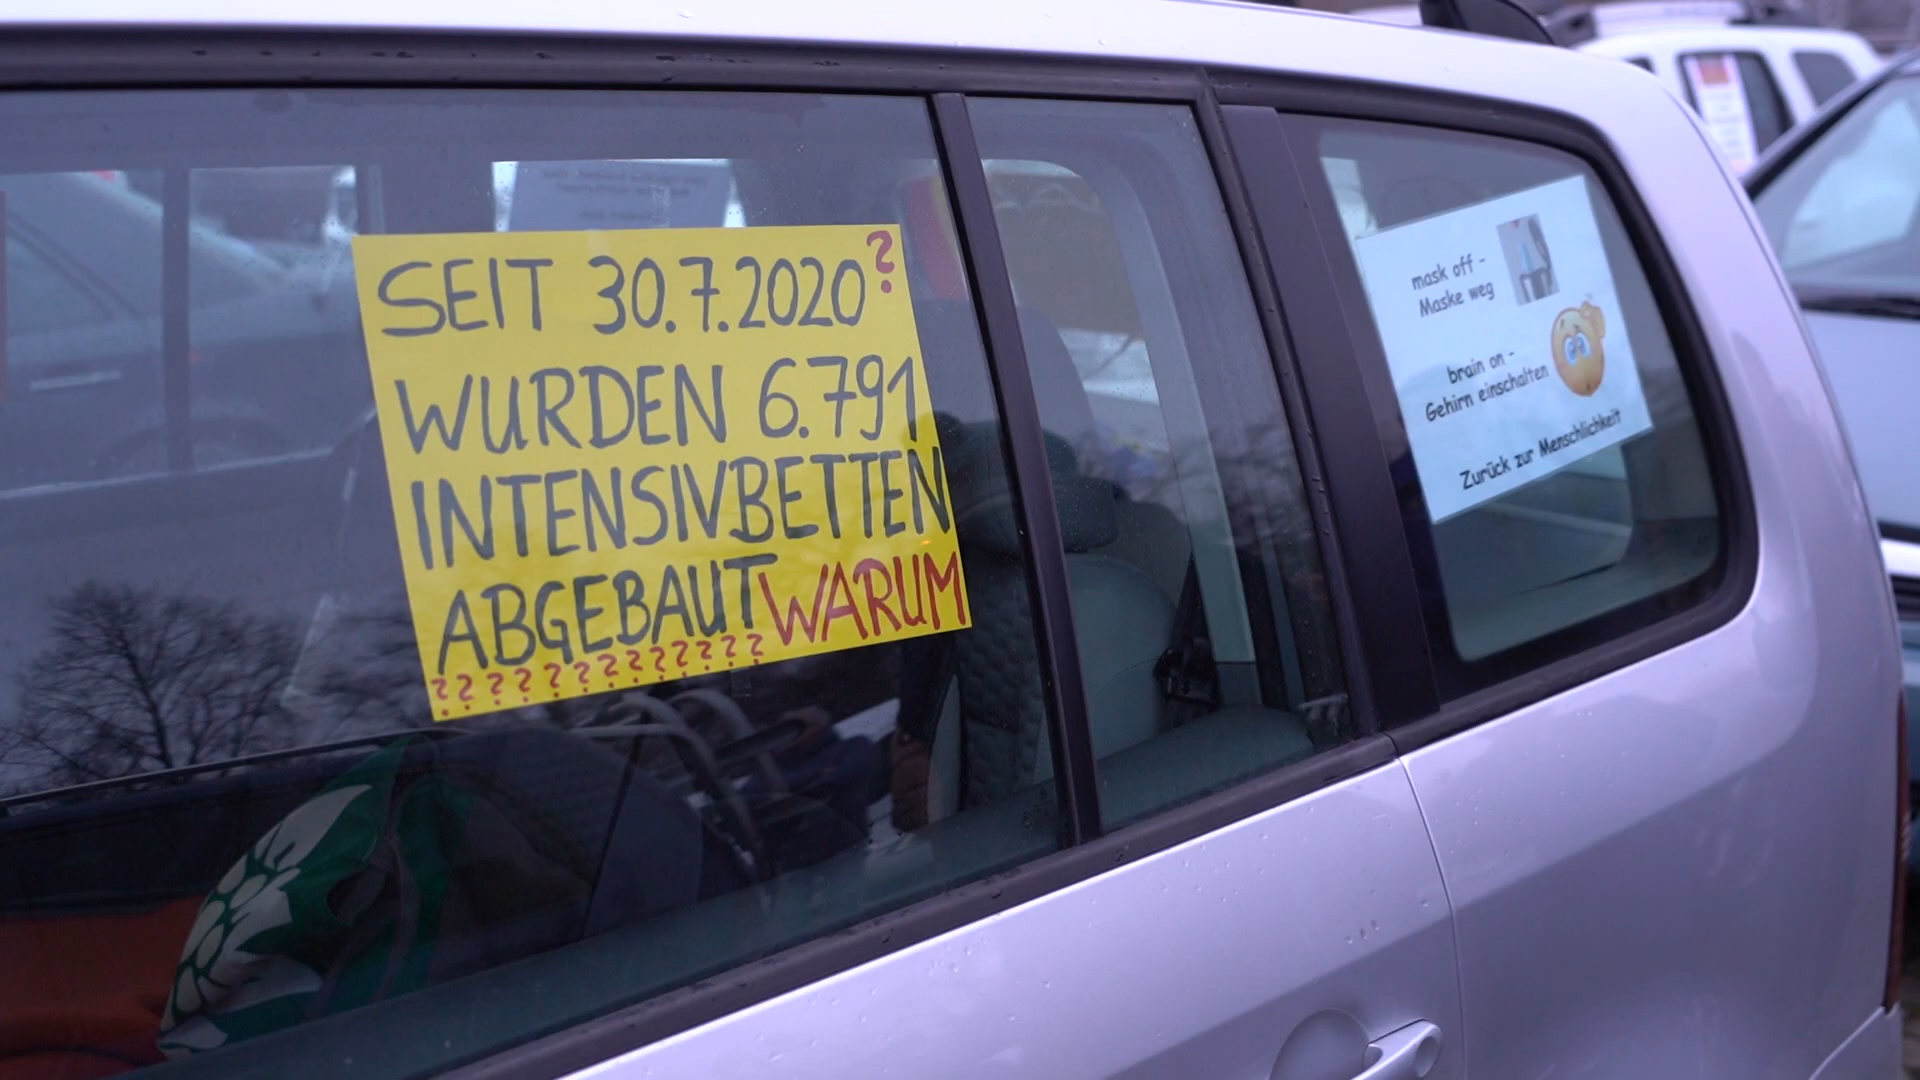 SEIT 30.7.2020?
WURDEN 6.791
INTENSIVBETTEN
ABGEBAUT WARUM
????????????
mask off -
Maske weg
brain on -
Gehirn einschalten
Zurück zur Menschlichkeit